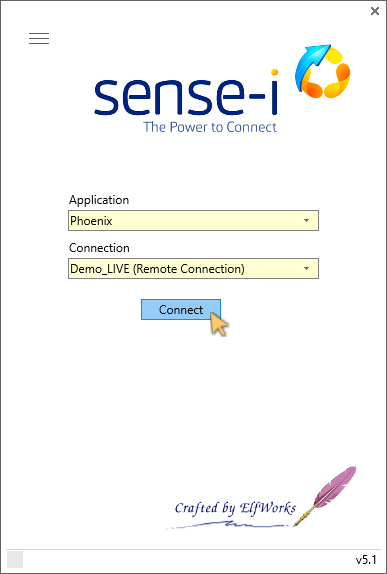 sense-i
The Power to Connect
Application
Phoenix
Connection
Demo_LIVE (Remote Connection)
Connect
Crafted by ElfWorks
v5.1